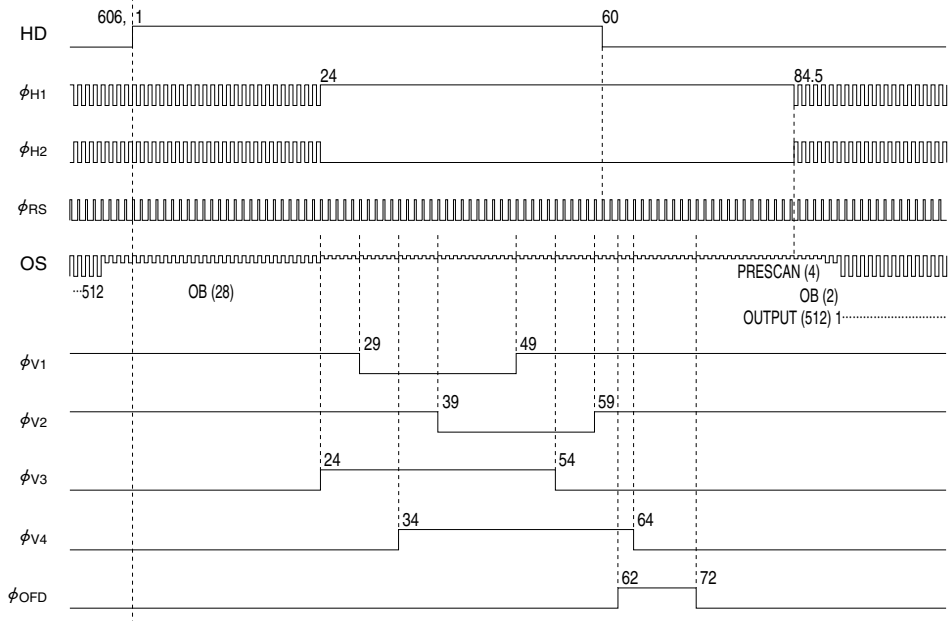 606, 1 60
HD
24 84.5
ϕH1
ϕH2
ϕRS
OS
PRESCAN (4)
···512 OB (28) OB (2)
OUTPUT (512) 1
29 49
ϕV1
39 59
ϕV2
24 54
ϕV3
34 64
ϕV4
62 72
ϕOFD